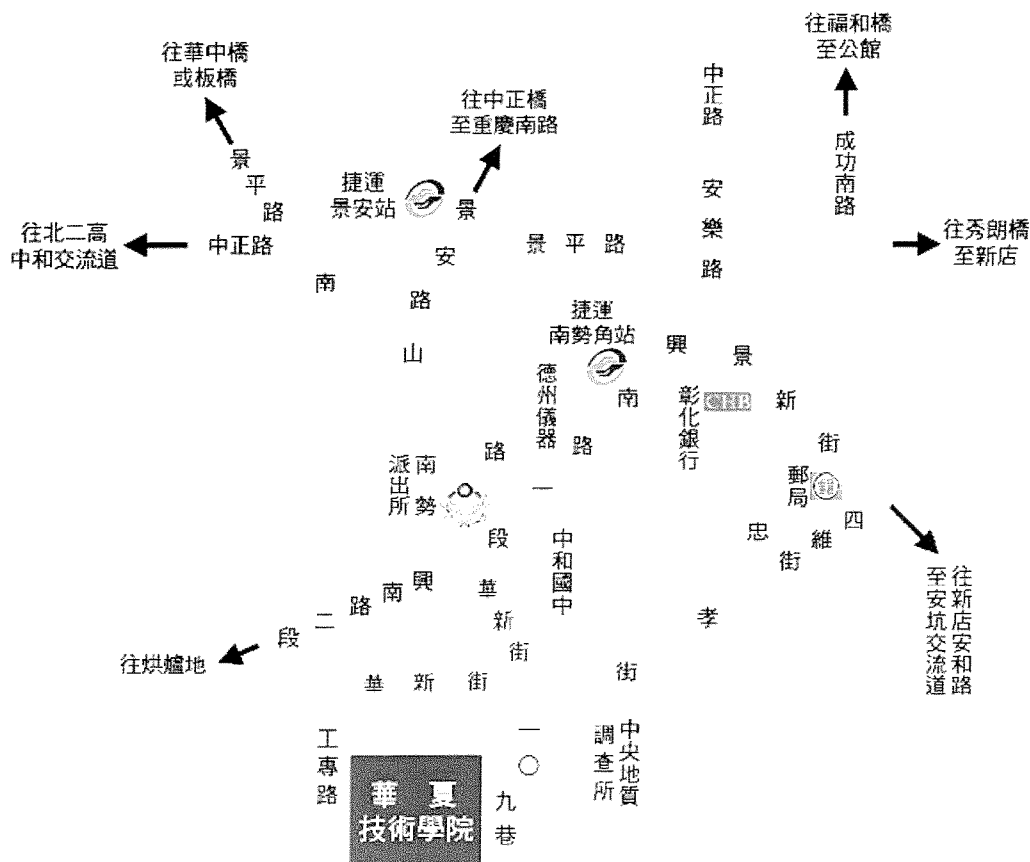 往華中橋
或板橋
往中正橋
至重慶南路
往福和橋
至公館
中正路
成功南路
景平路
捷運
景安站
景安路
安樂路
往北二高
中和交流道
中正路
景平路
往秀朗橋
至新店
南山路
捷運
南勢角站
興南路一段
景新街
德州儀器
彰化銀行
CHB
郵局
南勢
派出所
四維街
忠孝街
中和國中
往新店安和路
至安坑交流道
興南路二段
華新街
往烘爐地
華新街
工專路
一〇九巷
中央地質
調查所
華夏
技術學院